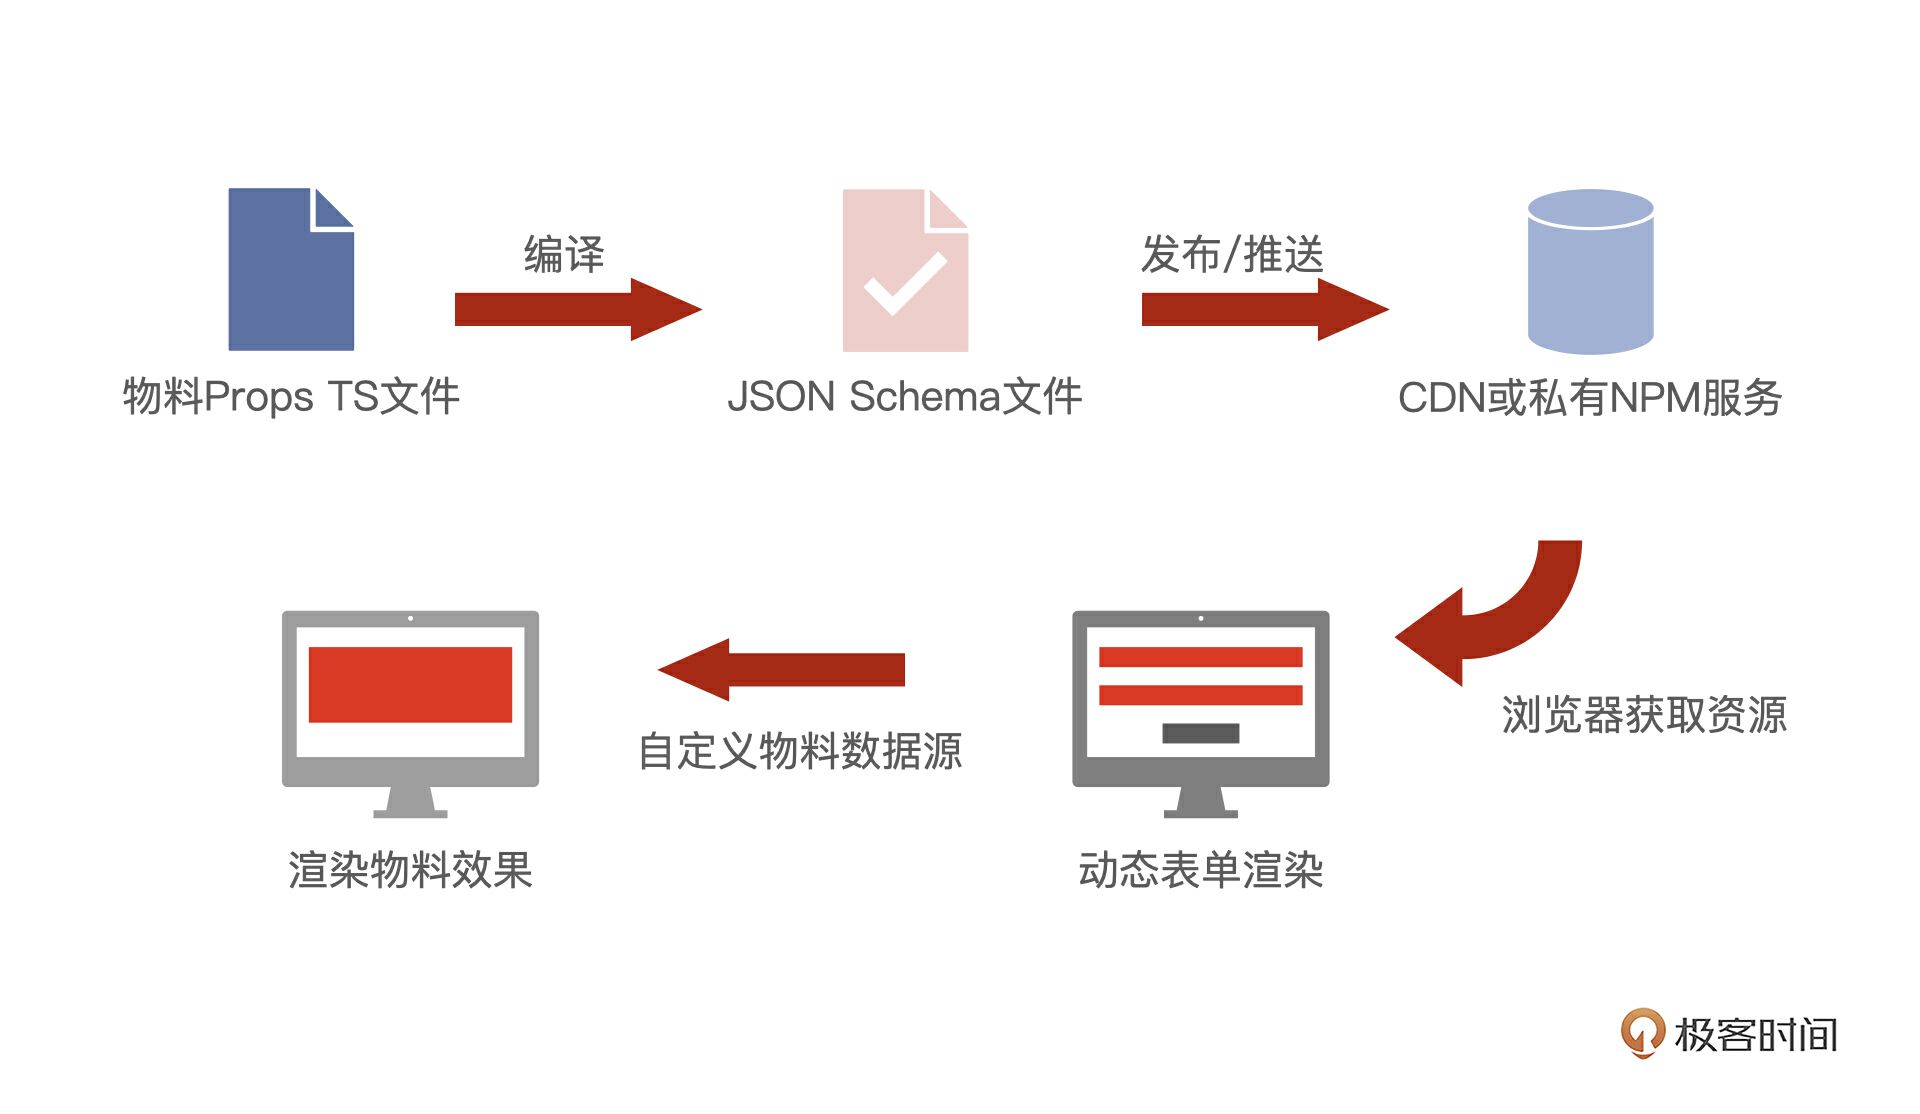 编译
发布/推送
物料Props TS文件
JSON Schema文件
CDN或私有NPM服务
浏览器获取资源
自定义物料数据源
渲染物料效果
动态表单渲染
极客时间